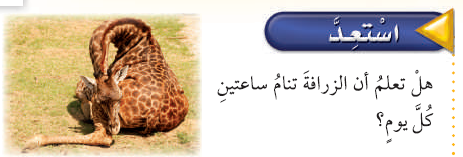 اسْتَعِدَّ
هلْ تعلمُ أن الزرافةَ تنامُ ساعتينِ
كُلَّ يومٍ؟